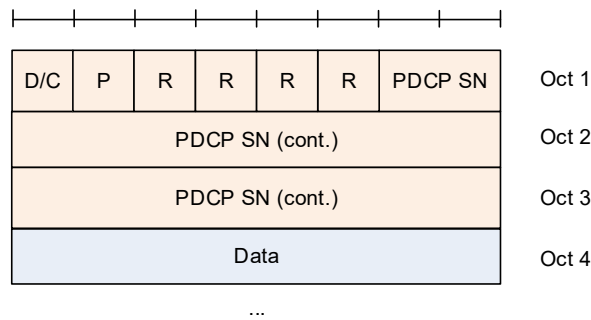 D/C P R R R R PDCP SN Oct 1
PDCP SN (cont.) Oct 2
PDCP SN (cont.) Oct 3
Data Oct 4
...